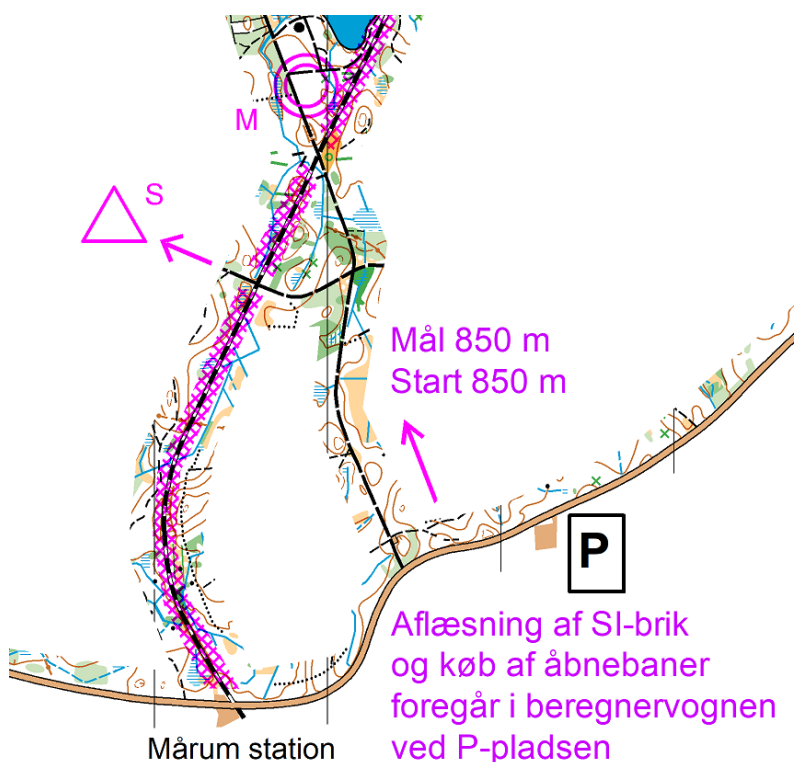 M
S
Mål 850 m
Start 850 m
P
Aflæsning af SI-brik
og køb af åbnebaner
foregår i beregnervognen
ved P-pladsen
Mårum station